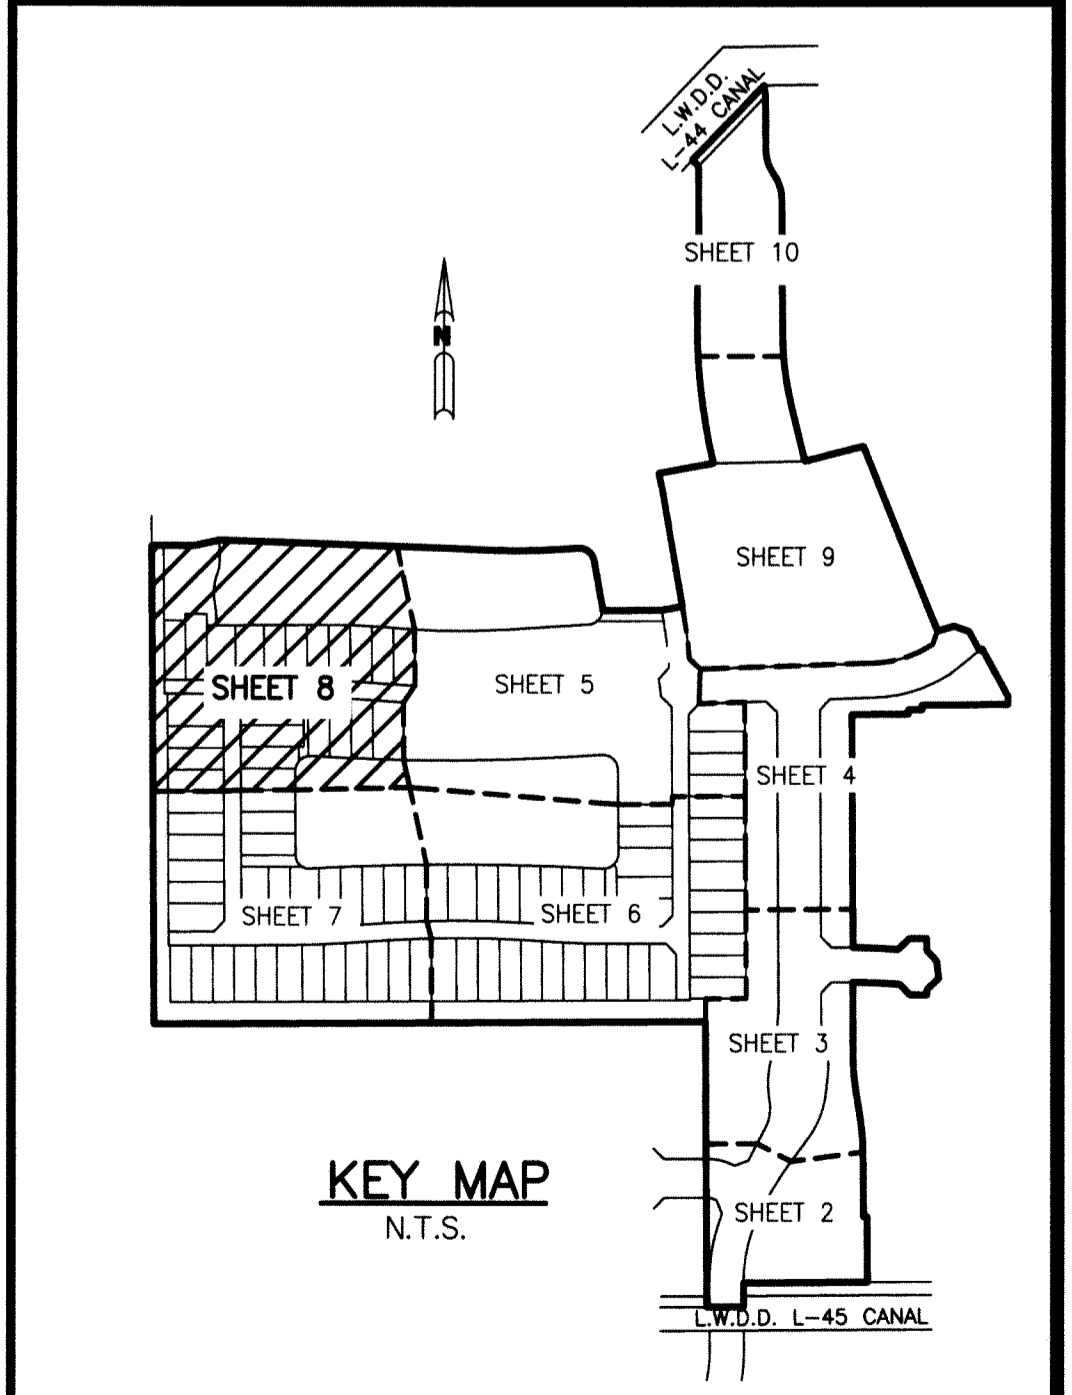 L.W.D.D.
L-44 CANAL
SHEET 10
N
SHEET 9
SHEET 8
SHEET 5
SHEET 4
SHEET 7
SHEET 6
SHEET 3
KEY MAP
N.T.S.
SHEET 2
L.W.D.D. L-45 CANAL